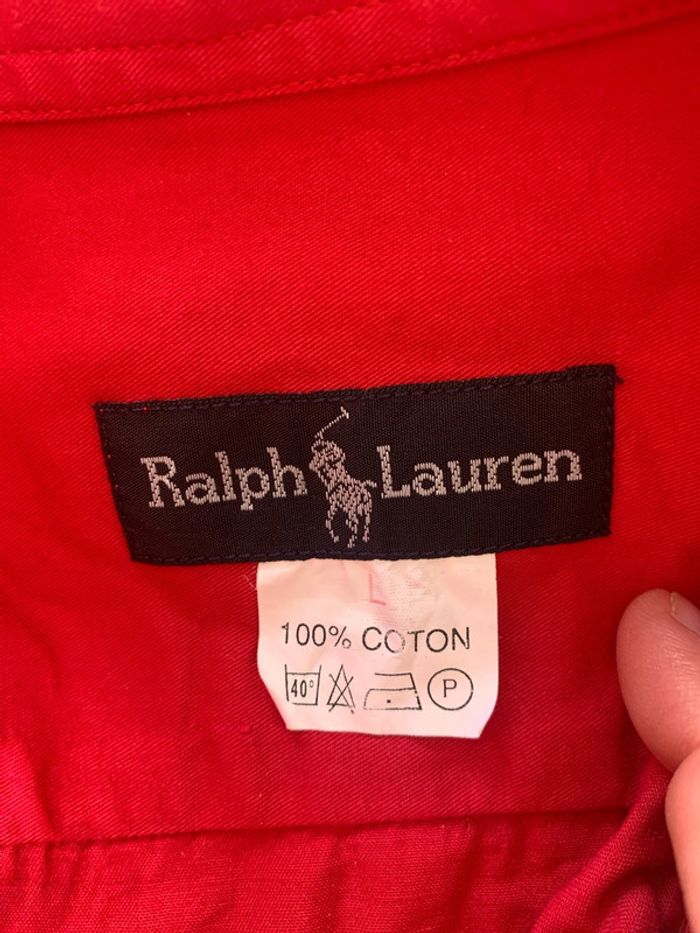 Ralph Lauren
L
100% COTON
40° P